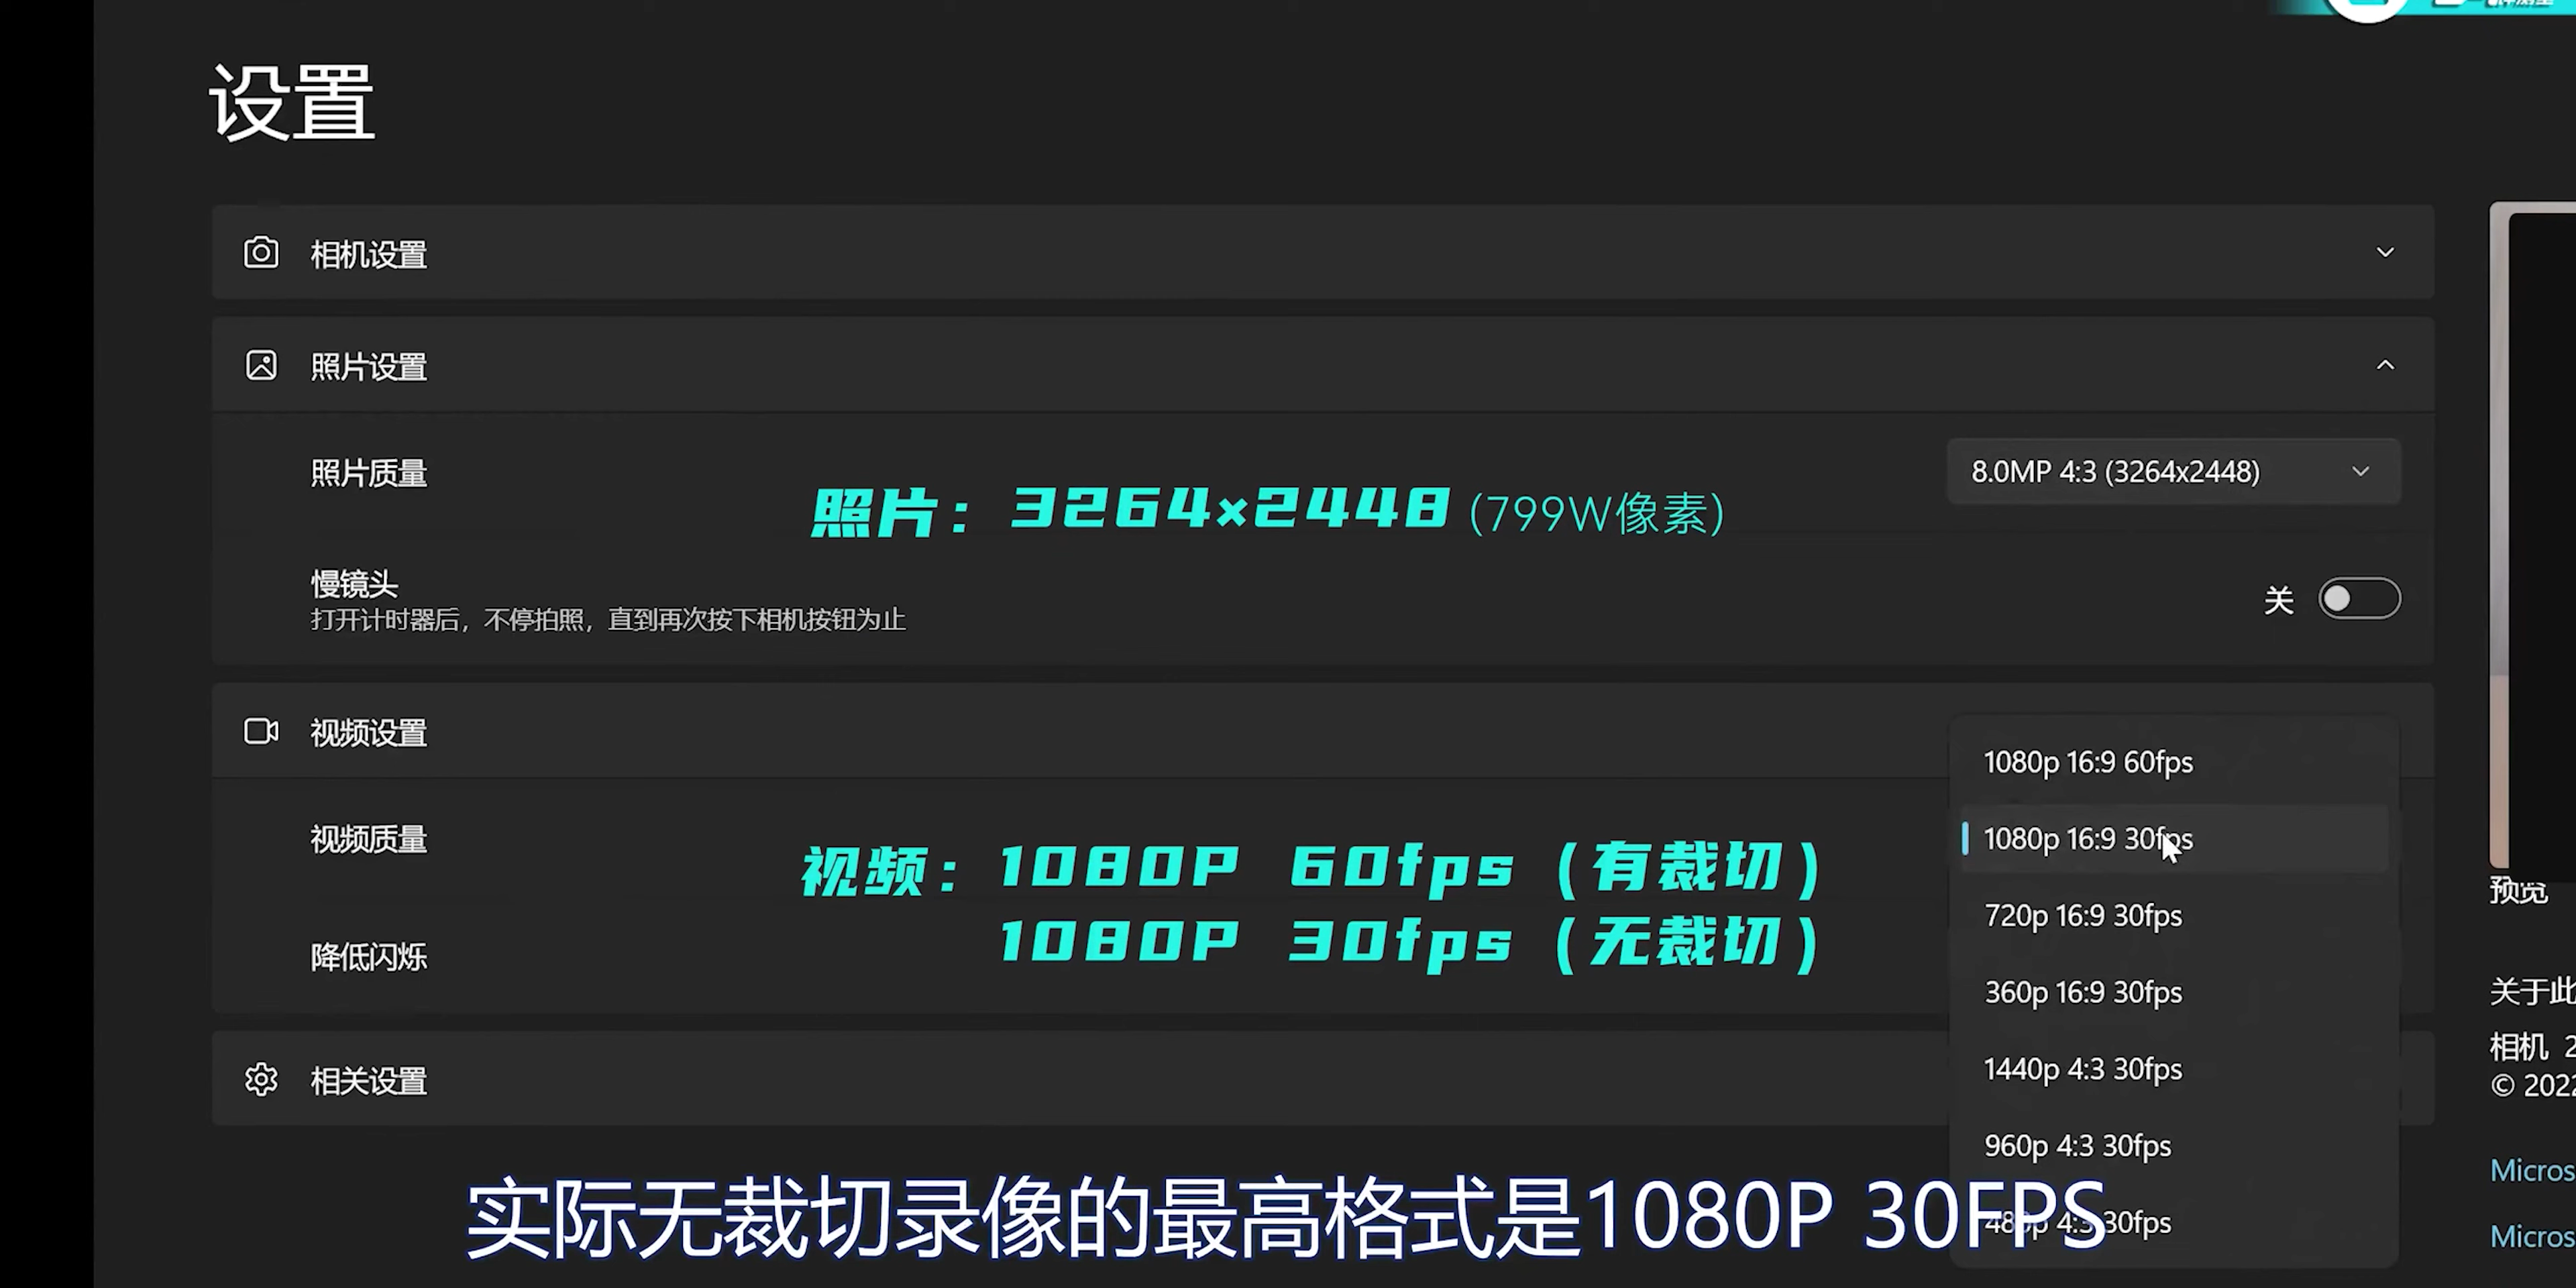 设置
相机设置
照片设置
照片质量
8.0MP 4:3 (3264x2448)
照片：3264×2448 (799W像素)
慢镜头
打开计时器后，不停拍照，直到再次按下相机按钮为止
关
视频设置
视频质量
视频：1080P 60fps（有裁切）
1080P 30fps（无裁切）
降低闪烁
相关设置
1080p 16:9 60fps
1080p 16:9 30fps
720p 16:9 30fps
360p 16:9 30fps
1440p 4:3 30fps
960p 4:3 30fps
480p 4:3 30fps
预览
关于此
相机 2
© 2022
Micros
Micros
实际无裁切录像的最高格式是1080P 30FPS